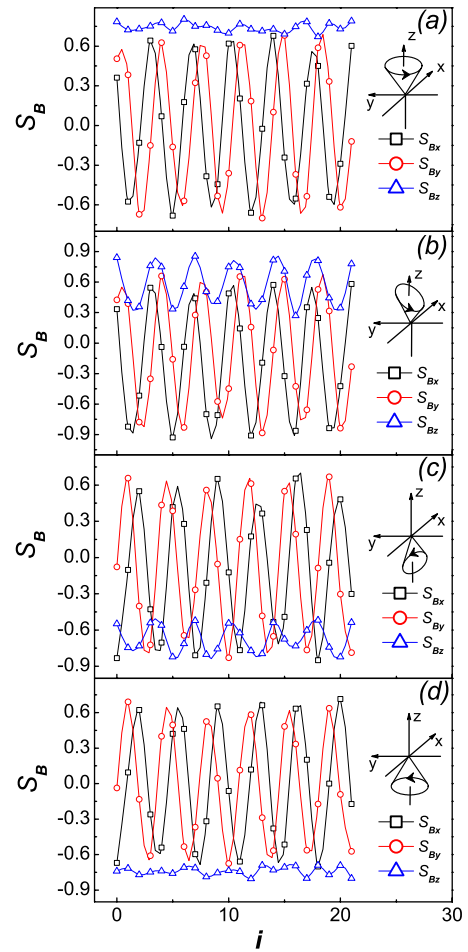 (a)
0.6
0.3
0.0
-0.3
-0.6
S_B
z
x
y
S_Bx
S_By
S_Bz
(b)
0.9
0.6
0.3
0.0
-0.3
-0.6
-0.9
S_B
z
x
y
S_Bx
S_By
S_Bz
(c)
0.6
0.3
0.0
-0.3
-0.6
-0.9
S_B
z
x
y
S_Bx
S_By
S_Bz
(d)
0.6
0.3
0.0
-0.3
-0.6
-0.9
S_B
z
x
y
S_Bx
S_By
S_Bz
0 10 20 30
i